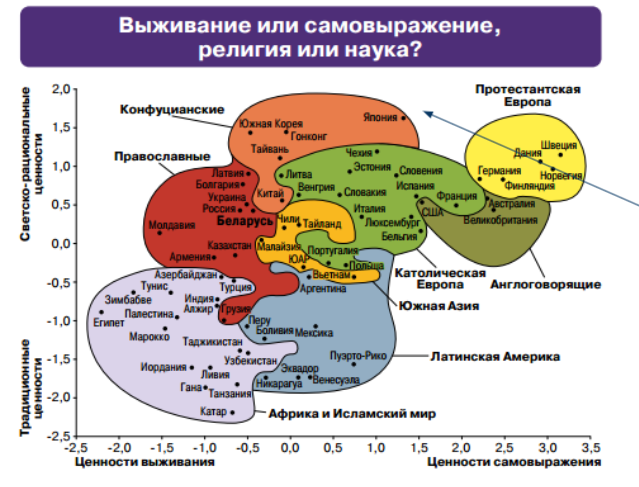 Выживание или самовыражение,
религия или наука?
Светско-рациональные
ценности
Традиционные
ценности
2,0
1,5
1,0
0,5
0,0
-0,5
-1,0
-1,5
-2,0
-2,5
Конфуцианские
Протестантская
Европа
Православные
Южная Корея
Гонконг
Япония
Тайвань
Чехия
Эстония
Словения
Швеция
Дания
Норвегия
Германия
Финляндия
Латвия
Болгария
Украина
Россия
Беларусь
Молдавия
Литва
Венгрия
Китай
Словакия
Испания
Франция
Италия
Люксембург
Бельгия
США
Австралия
Великобритания
Чили
Тайланд
Казахстан
Армения
Малайзия
ЮАР
Португалия
Польша
Вьетнам
Аргентина
Католическая
Европа
Англоговорящие
Южная Азия
Азербайджан
Турция
Тунис
Зимбабве
Индия
Алжир
Грузия
Египет
Палестина
Марокко
Перу
Боливия
Мексика
Таджикистан
Узбекистан
Пуэрто-Рико
Латинская Америка
Иордания
Ливия
Гана
Танзания
Эквадор
Никарагуа
Венесуэла
Катар
Африка и Исламский мир
-2,5 -2,0 -1,5 -1,0 -0,5 0,0 0,5 1,0 1,5 2,0 2,5 3,0 3,5
Ценности выживания
Ценности самовыражения